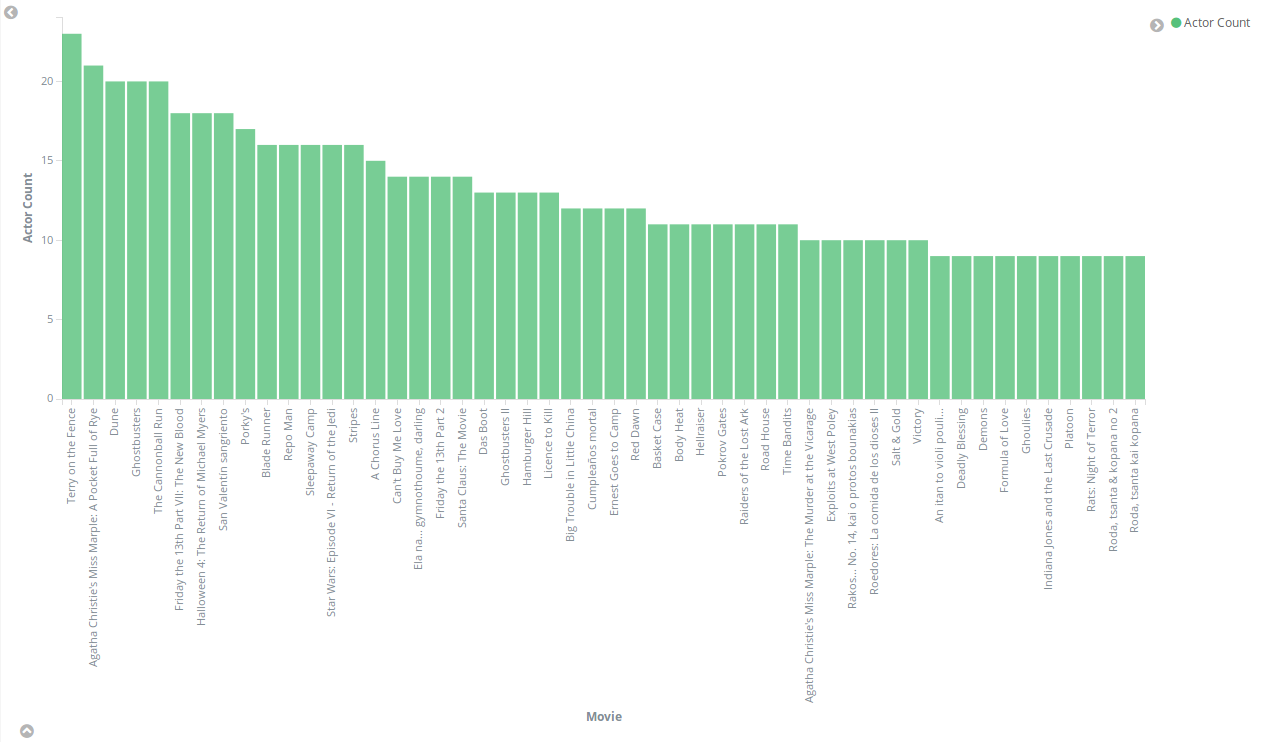 Actor Count
20
15
10
5
0
Actor Count
Terry on the Fence
Agatha Christie's Miss Marple: A Pocket Full of Rye
Dune
Ghostbusters
The Cannonball Run
Friday the 13th Part VII: The New Blood
Halloween 4: The Return of Michael Myers
San Valentín sangriento
Porky's
Blade Runner
Repo Man
Sleepaway Camp
Star Wars: Episode VI - Return of the Jedi
Stripes
A Chorus Line
Can't Buy Me Love
Ela na... gymnothoume, darling
Friday the 13th Part 2
Santa Claus: The Movie
Das Boot
Ghostbusters II
Hamburger Hill
Licence to Kill
Big Trouble in Little China
Cumpleaños mortal
Ernest Goes to Camp
Red Dawn
Basket Case
Body Heat
Hellraiser
Pokrov Gates
Raiders of the Lost Ark
Road House
Time Bandits
Agatha Christie's Miss Marple: The Murder at the Vicarage
Exploits at West Poley
Rakos... No. 14, kai o protos bounakias
Roedores: La comida de los dioses II
Salt & Gold
Victory
An itan to violi pouli...
Deadly Blessing
Demons
Formula of Love
Ghoulies
Indiana Jones and the Last Crusade
Platoon
Rats: Night of Terror
Roda, tsanta & kopana no 2
Roda, tsanta kai kopana
Movie